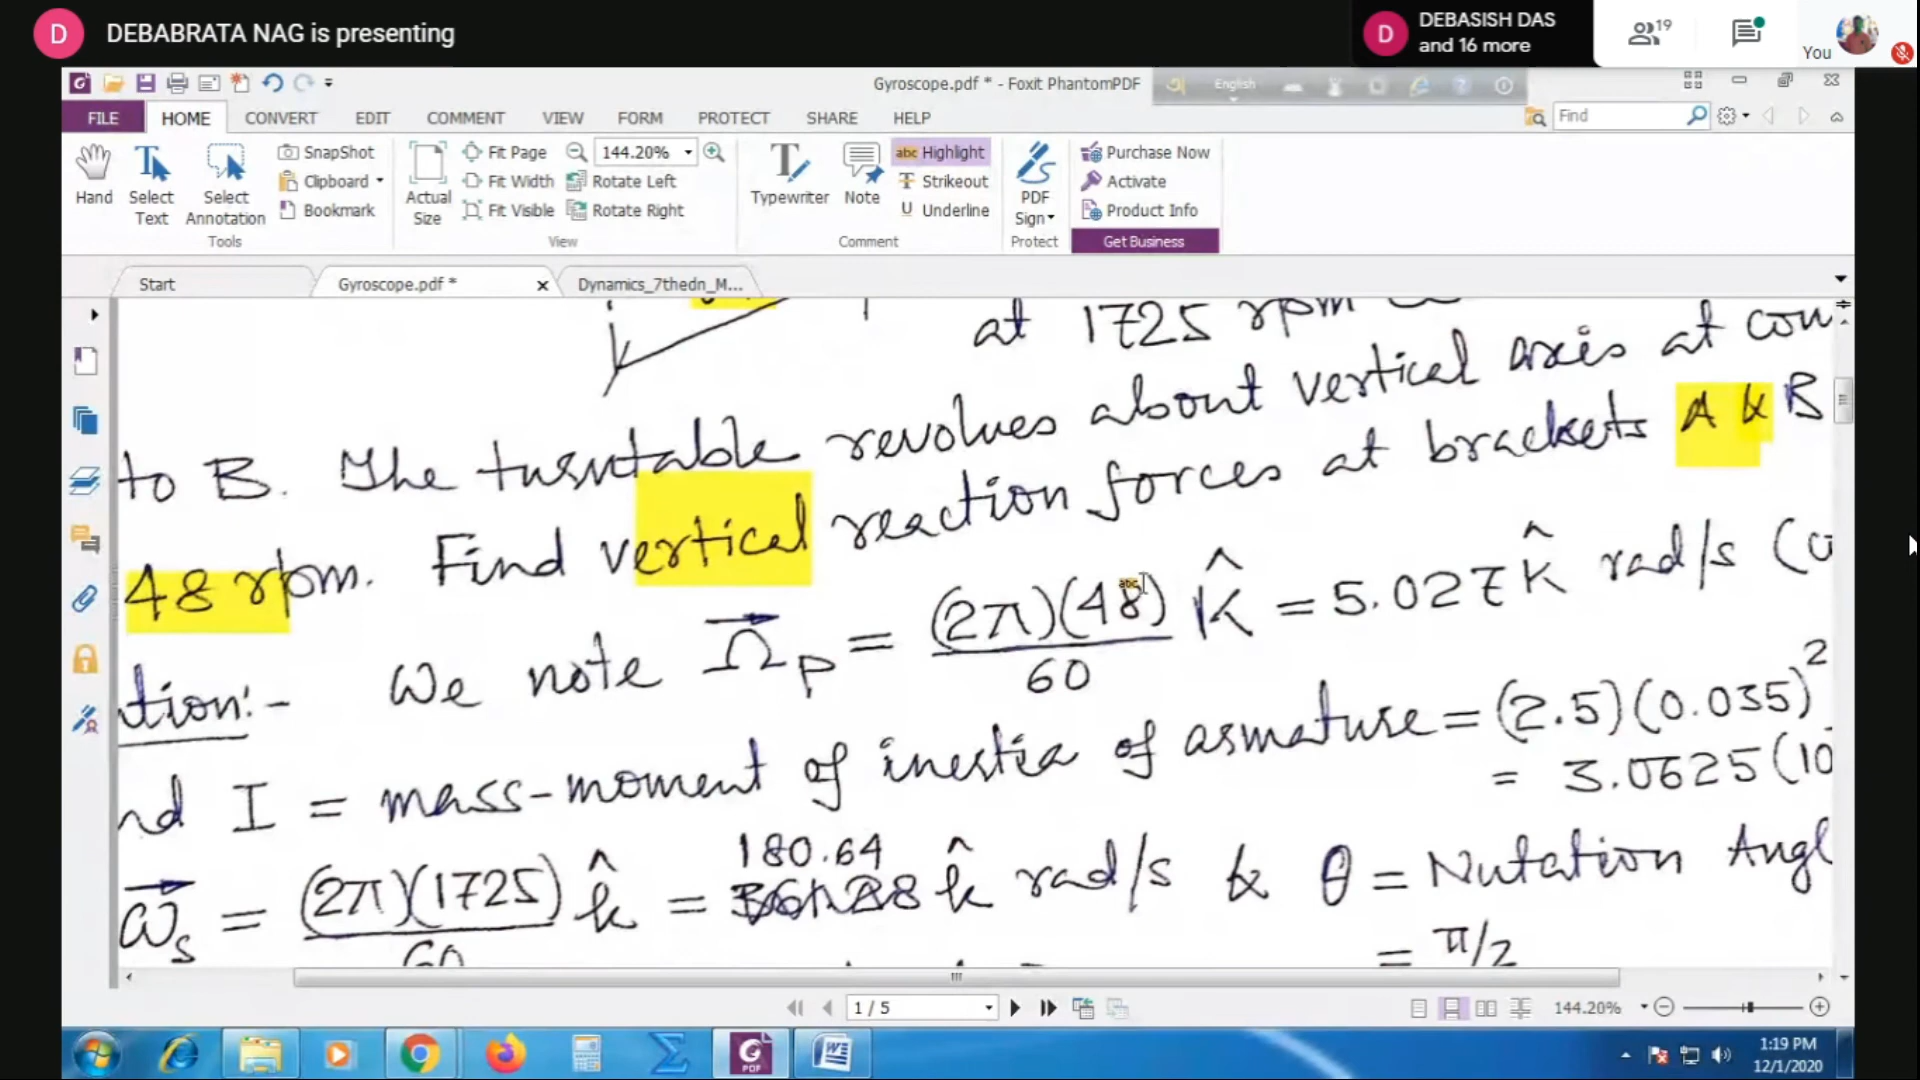 D DEBABRATA NAG is presenting
D DEBASISH DAS
and 16 more
19
You
Gyroscope.pdf * - Foxit PhantomPDF
English
FILE HOME CONVERT EDIT COMMENT VIEW FORM PROTECT SHARE HELP
Find
Hand
Select
Text
Select
Annotation
SnapShot
Clipboard
Bookmark
Tools
Actual
Size
Fit Page
Fit Width
Fit Visible
144.20%
Rotate Left
Rotate Right
View
Typewriter
Note
abc Highlight
Strikeout
U Underline
Comment
PDF
Sign
Protect
Purchase Now
Activate
Product Info
Get Business
Start
Gyroscope.pdf *
Dynamics_7thedn_M...
at 1725 rpm
to B. The turntable revolves about vertical axis at con
48 rpm. Find vertical reaction forces at brackets A & B
tion:- We note Ω⃗p = (2π)(48)/60 K̂ = 5.027 K̂ rad/s (
nd I = mass-moment of inertia of armature = (2.5)(0.035)²
= 3.0625(10
ω⃗s = (2π)(1725)/60 k̂ = 180.64 k̂ rad/s & θ = Nutation Angl
= π/2
1 / 5
144.20%
PDF
1:19 PM
12/1/2020